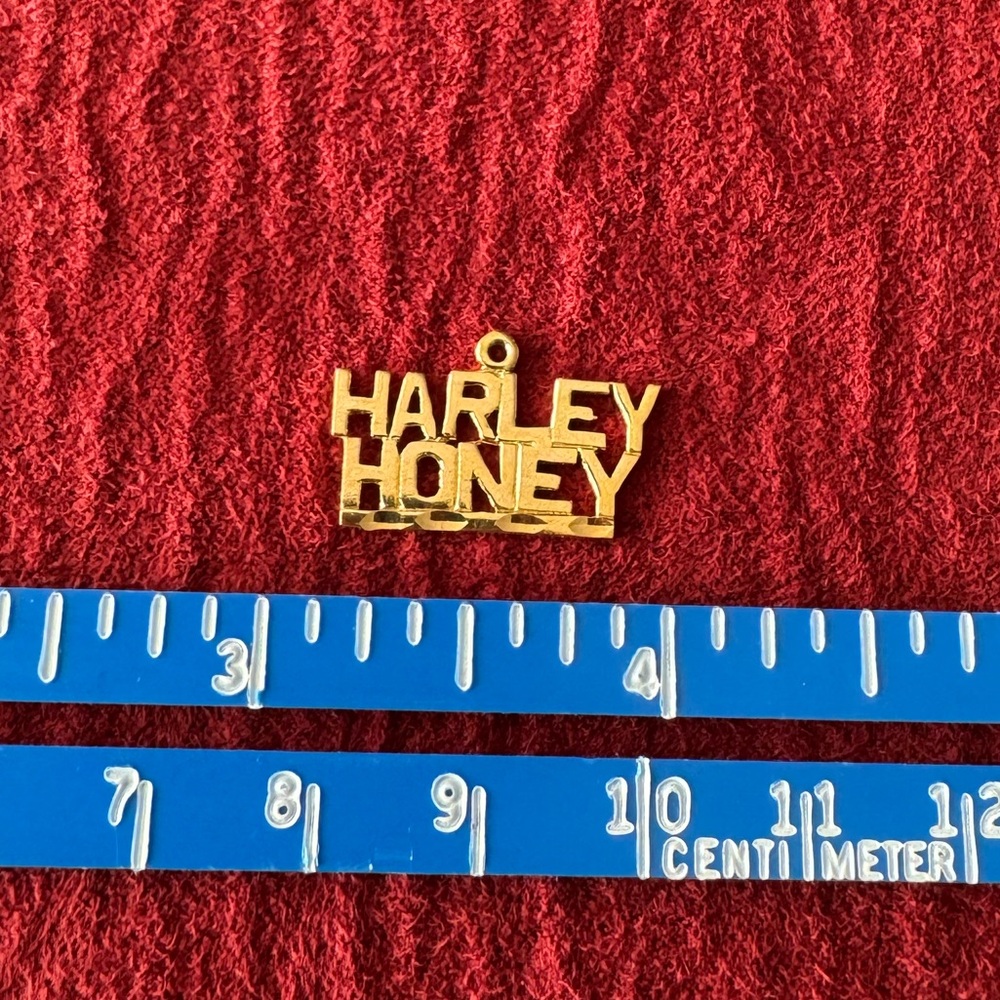 HARLEY
HONEY
3 4
7 8 9 10 11 12
CENTIMETER